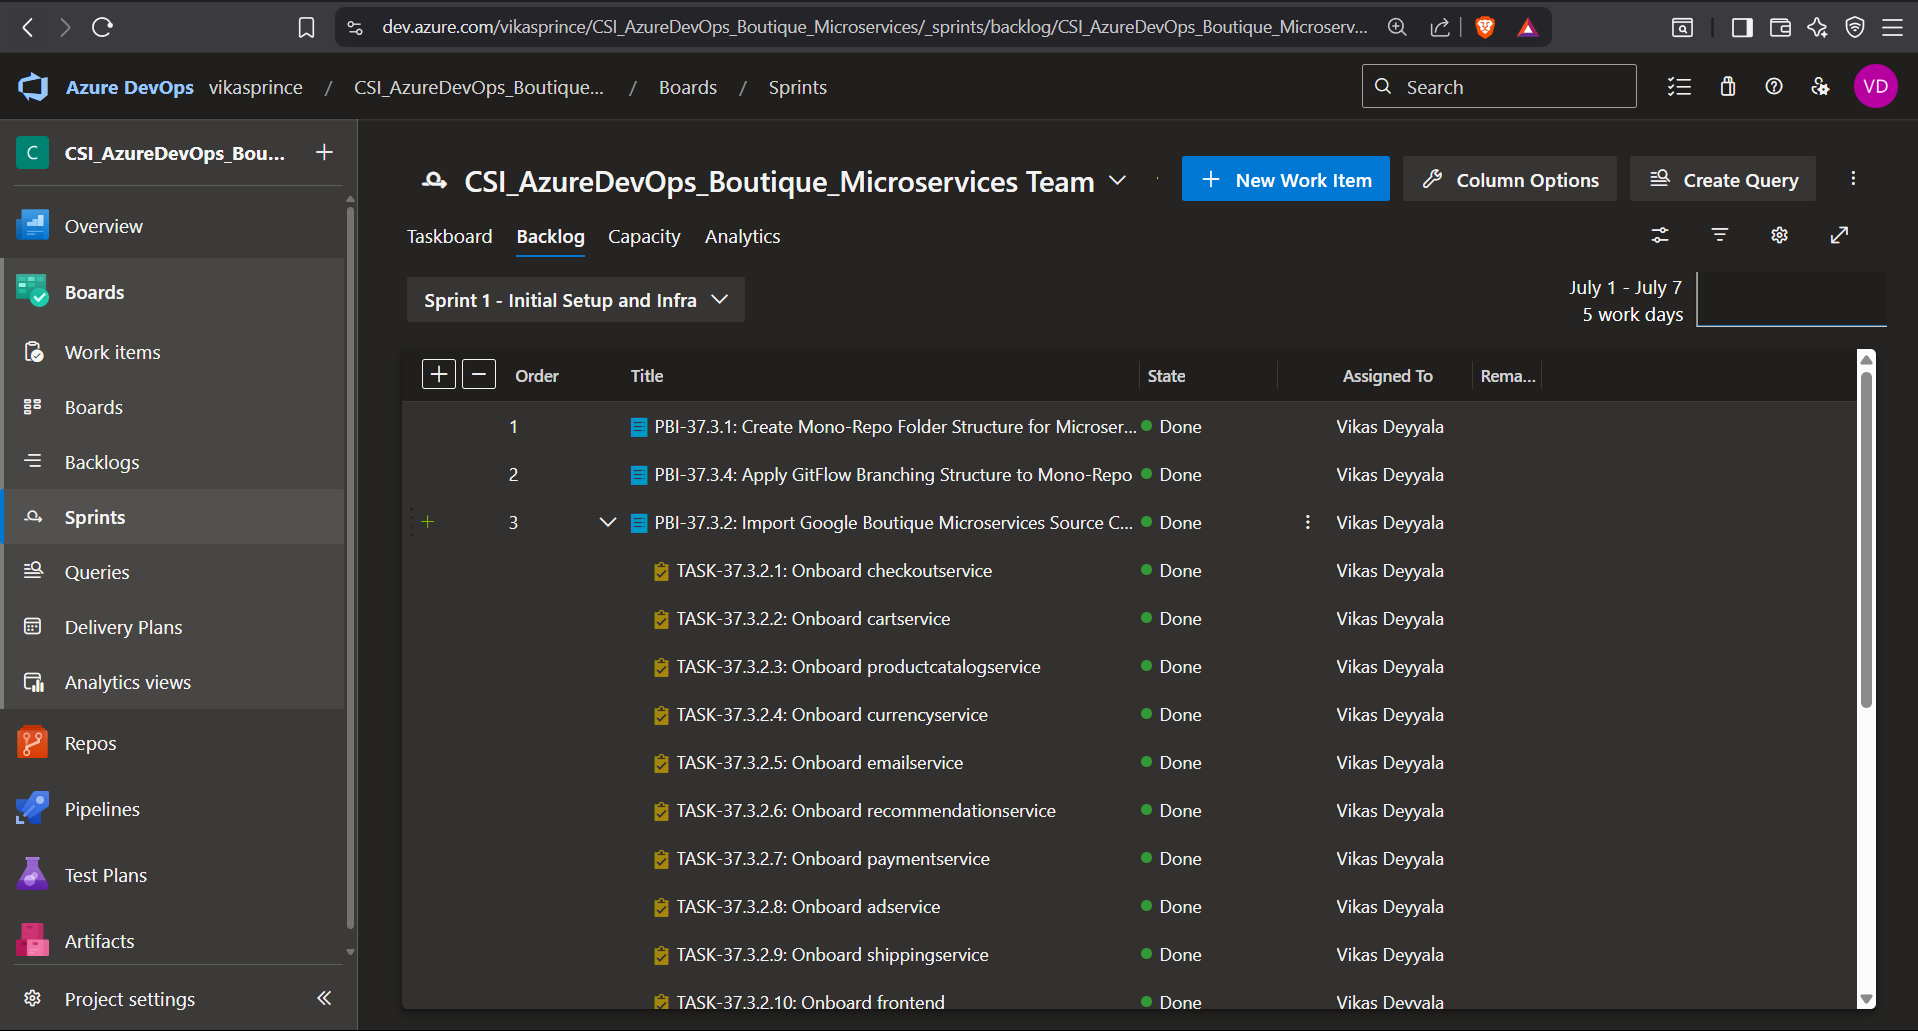 dev.azure.com/vikasprince/CSI_AzureDevOps_Boutique_Microservices/_sprints/backlog/CSI_AzureDevOps_Boutique_Microserv...
Azure DevOps vikasprince / CSI_AzureDevOps_Boutique... / Boards / Sprints
Search
VD
C CSI_AzureDevOps_Bou...
Overview
Boards
Work items
Boards
Backlogs
Sprints
Queries
Delivery Plans
Analytics views
Repos
Pipelines
Test Plans
Artifacts
Project settings
CSI_AzureDevOps_Boutique_Microservices Team
New Work Item
Column Options
Create Query
Taskboard Backlog Capacity Analytics
Sprint 1 - Initial Setup and Infra
July 1 - July 7
5 work days
Order Title State Assigned To Rema...
1 PBI-37.3.1: Create Mono-Repo Folder Structure for Microser... Done Vikas Deyyala
2 PBI-37.3.4: Apply GitFlow Branching Structure to Mono-Repo Done Vikas Deyyala
3 PBI-37.3.2: Import Google Boutique Microservices Source C... Done Vikas Deyyala
TASK-37.3.2.1: Onboard checkoutservice Done Vikas Deyyala
TASK-37.3.2.2: Onboard cartservice Done Vikas Deyyala
TASK-37.3.2.3: Onboard productcatalogservice Done Vikas Deyyala
TASK-37.3.2.4: Onboard currencyservice Done Vikas Deyyala
TASK-37.3.2.5: Onboard emailservice Done Vikas Deyyala
TASK-37.3.2.6: Onboard recommendationservice Done Vikas Deyyala
TASK-37.3.2.7: Onboard paymentservice Done Vikas Deyyala
TASK-37.3.2.8: Onboard adservice Done Vikas Deyyala
TASK-37.3.2.9: Onboard shippingservice Done Vikas Deyyala
TASK-37.3.2.10: Onboard frontend Done Vikas Deyyala